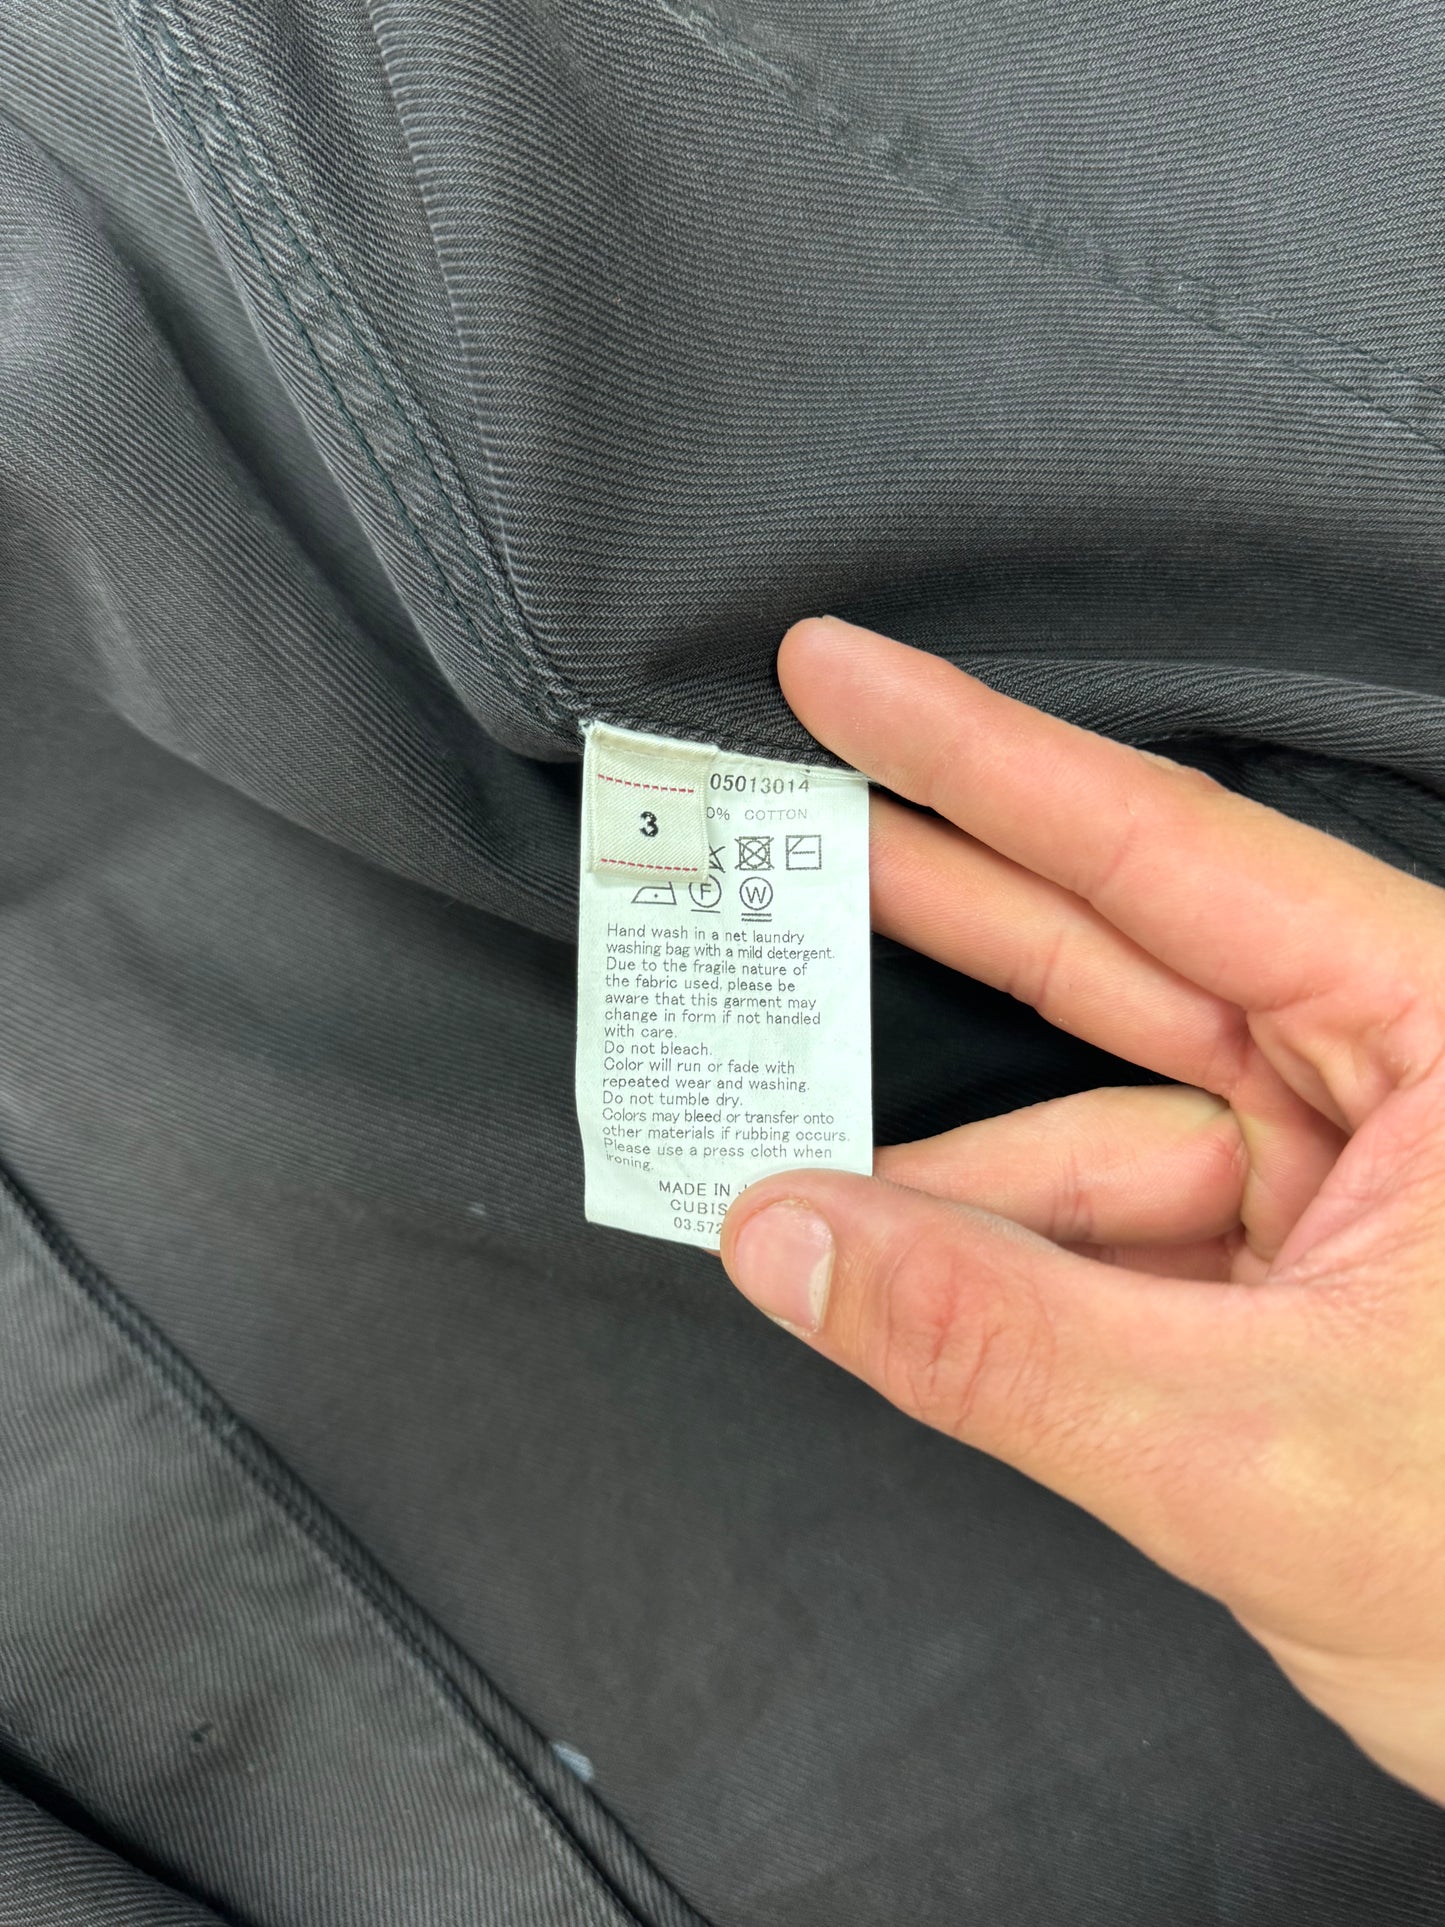 3
05013014
0% COTTON
F W
Hand wash in a net laundry
washing bag with a mild detergent.
Due to the fragile nature of
the fabric used, please be
aware that this garment may
change in form if not handled
with care.
Do not bleach.
Color will run or fade with
repeated wear and washing.
Do not tumble dry.
Colors may bleed or transfer onto
other materials if rubbing occurs.
Please use a press cloth when
ironing.
MADE IN
CUBIS
03.572